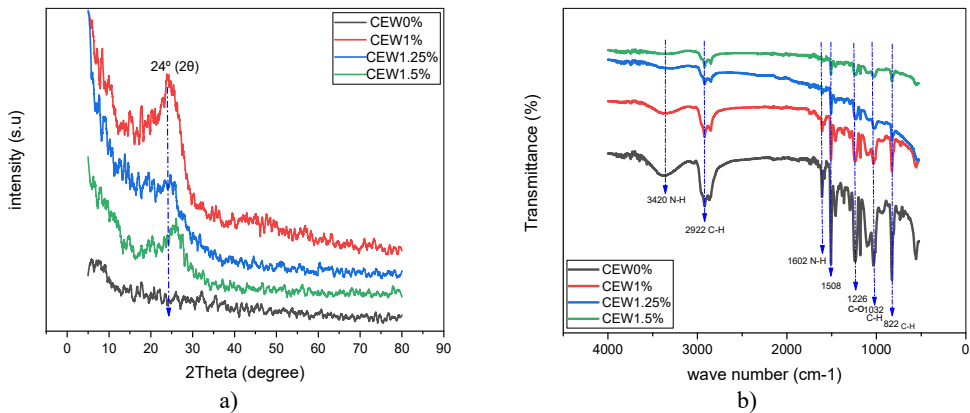 CEW0%
CEW1%
CEW1.25%
CEW1.5%
24º (2θ)
intensity (s.u)
0 10 20 30 40 50 60 70 80 90
2Theta (degree)
a)
Transmittance (%)
3420 N-H
2922 C-H
1602 N-H
1508
1226
C-O
1032
C-H
822 C-H
CEW0%
CEW1%
CEW1.25%
CEW1.5%
4000 3000 2000 1000 0
wave number (cm-1)
b)